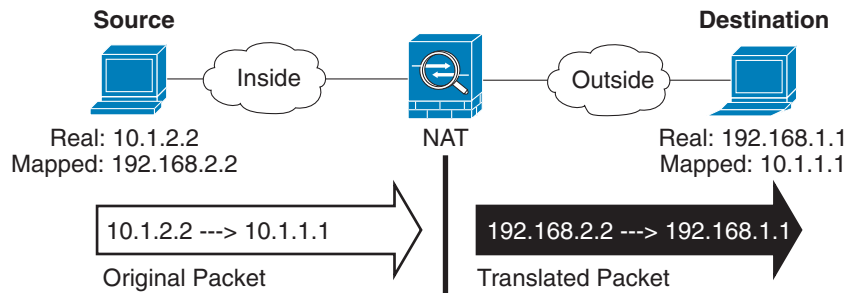 Source
Destination
Inside
Outside
Real: 10.1.2.2
Mapped: 192.168.2.2
NAT
Real: 192.168.1.1
Mapped: 10.1.1.1
10.1.2.2 ---> 10.1.1.1
192.168.2.2 ---> 192.168.1.1
Original Packet
Translated Packet